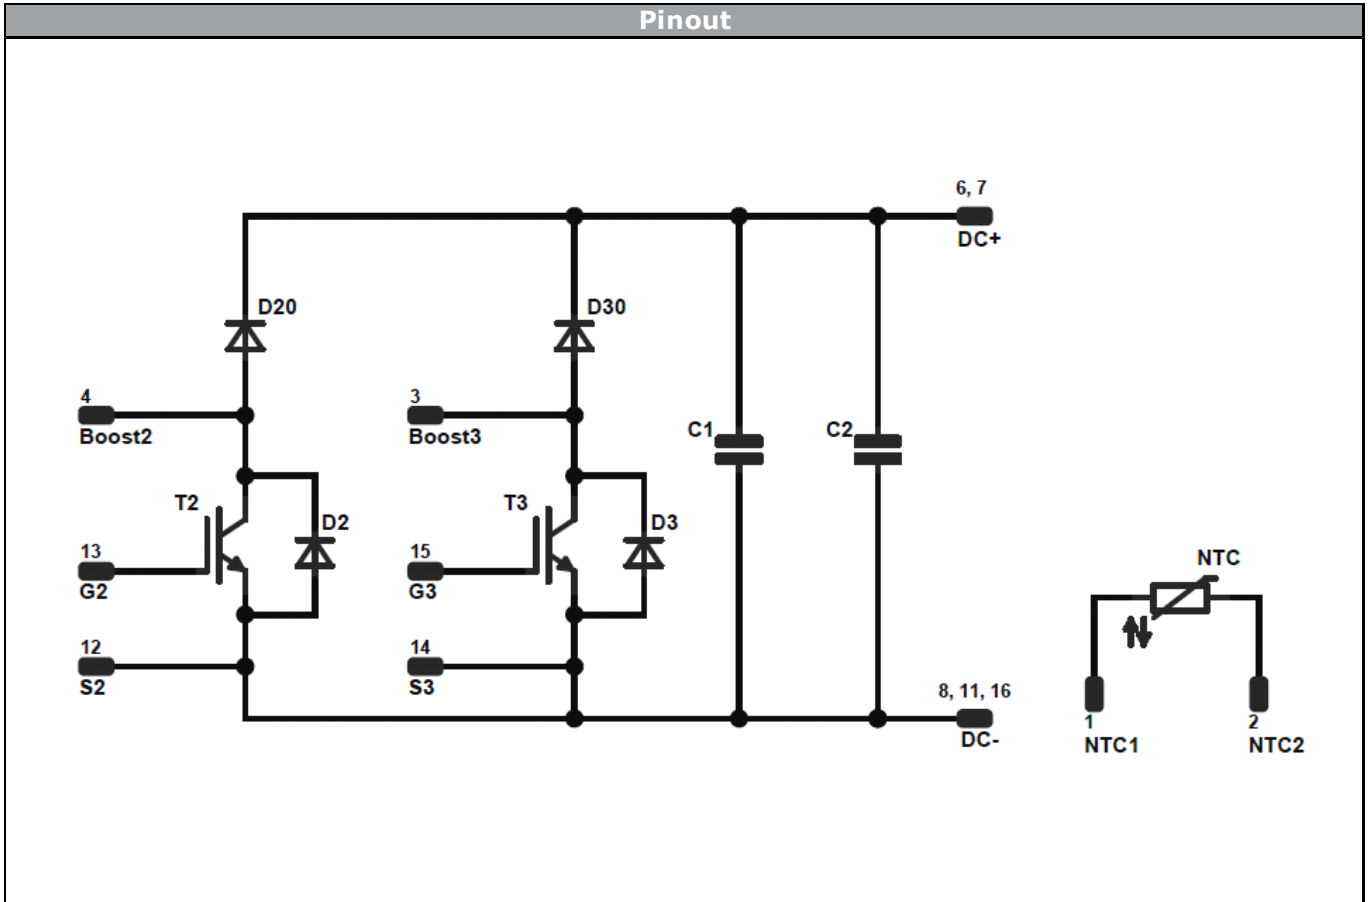 Pinout
6, 7
DC+
D20
D30
4
Boost2
3
Boost3
C1
C2
T2
D2
T3
D3
13
G2
15
G3
NTC
12
S2
14
S3
8, 11, 16
DC-
1
NTC1
2
NTC2